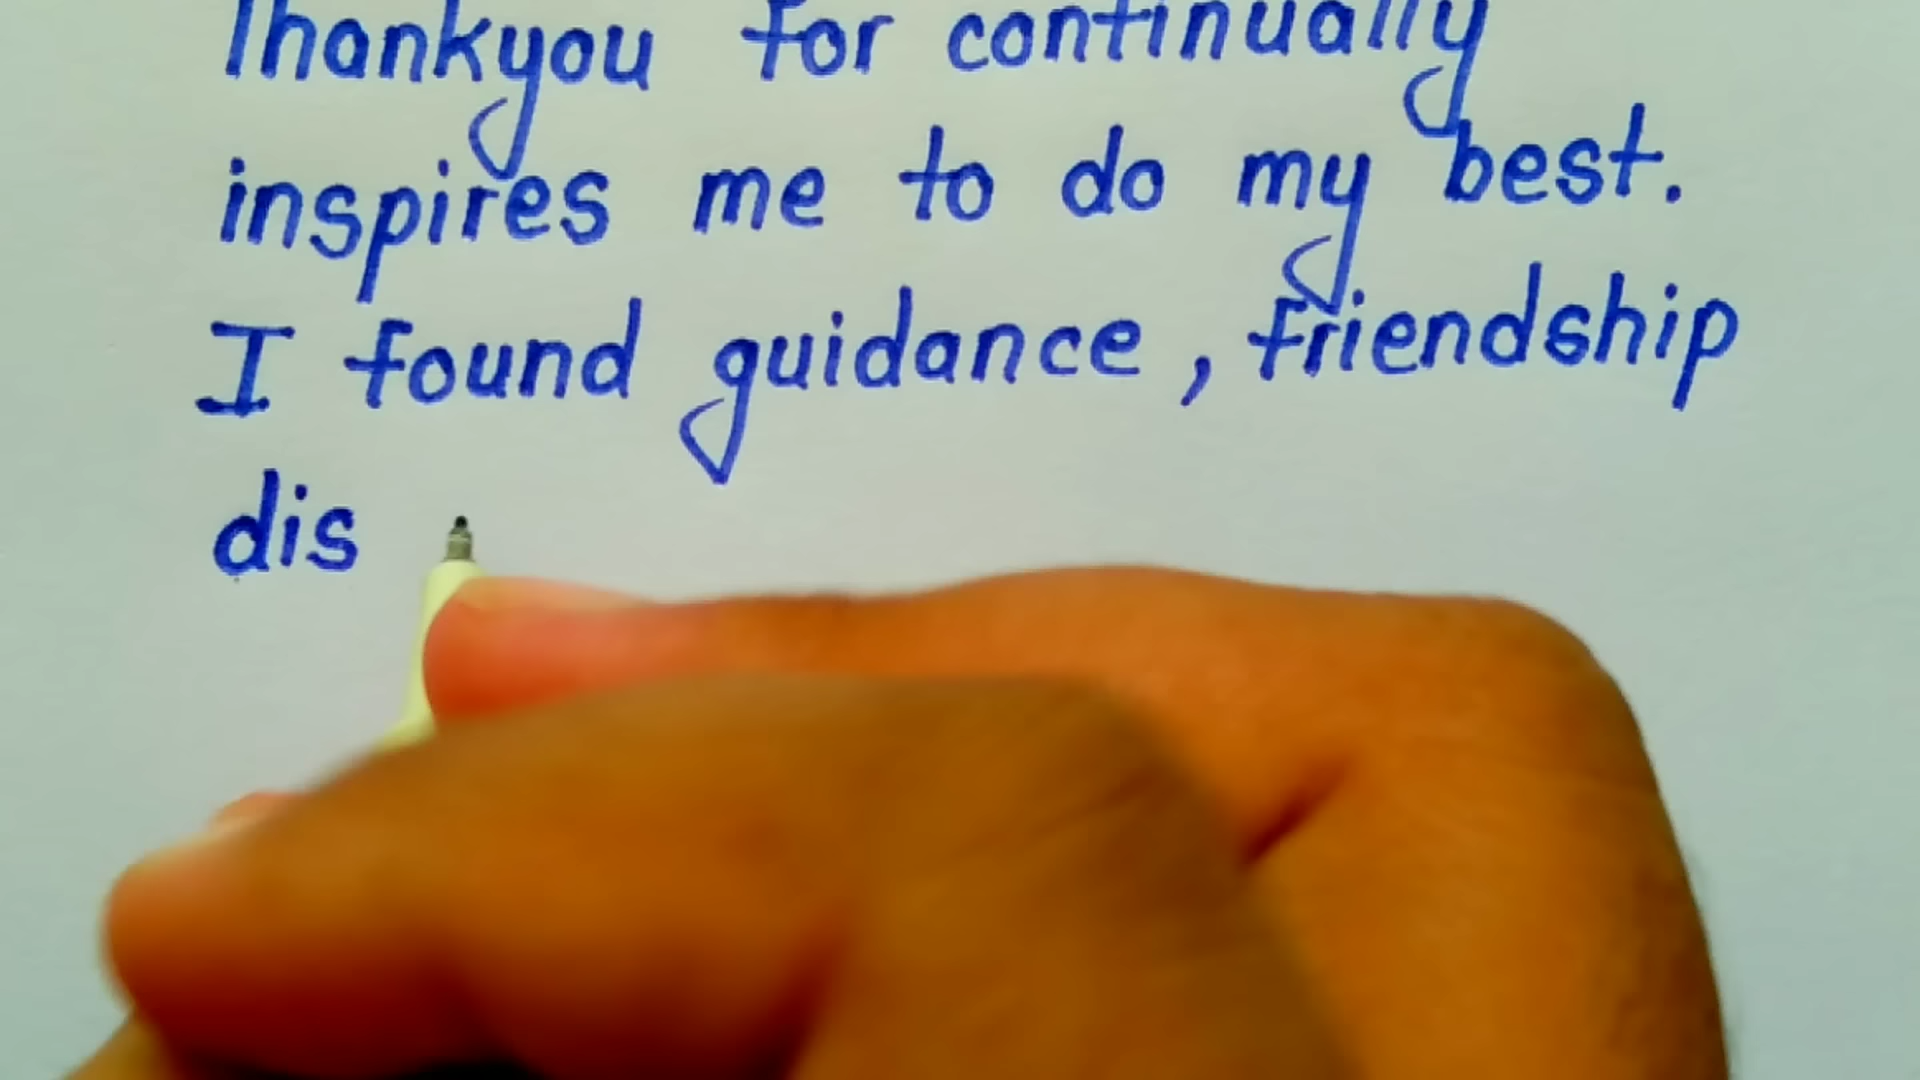 Thankyou for continually
inspires me to do my best.
I found guidance, friendship
dis